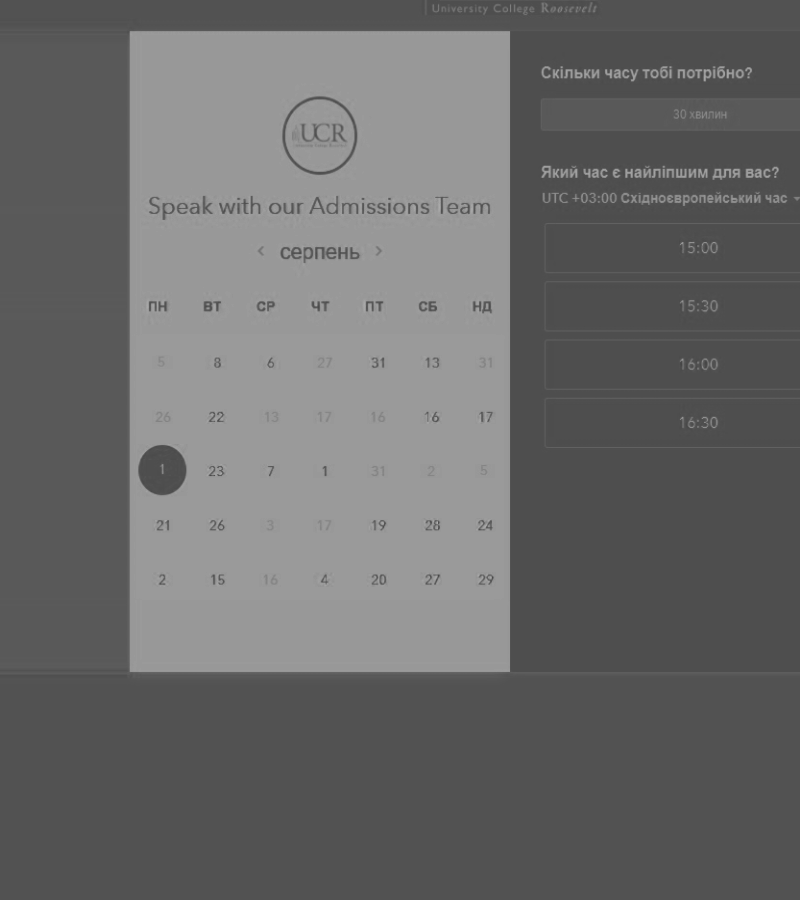 University College Roosevelt
UCR
Speak with our Admissions Team
< серпень >
ПН ВТ СР ЧТ ПТ СБ НД
5 8 6 27 31 13 31
26 22 13 17 16 16 17
1 23 7 1 31 2 5
21 26 3 17 19 28 24
2 15 16 4 20 27 29
Скільки часу тобі потрібно?
30 хвилин
Який час є найліпшим для вас?
UTC +03:00 Східноєвропейський час
15:00
15:30
16:00
16:30